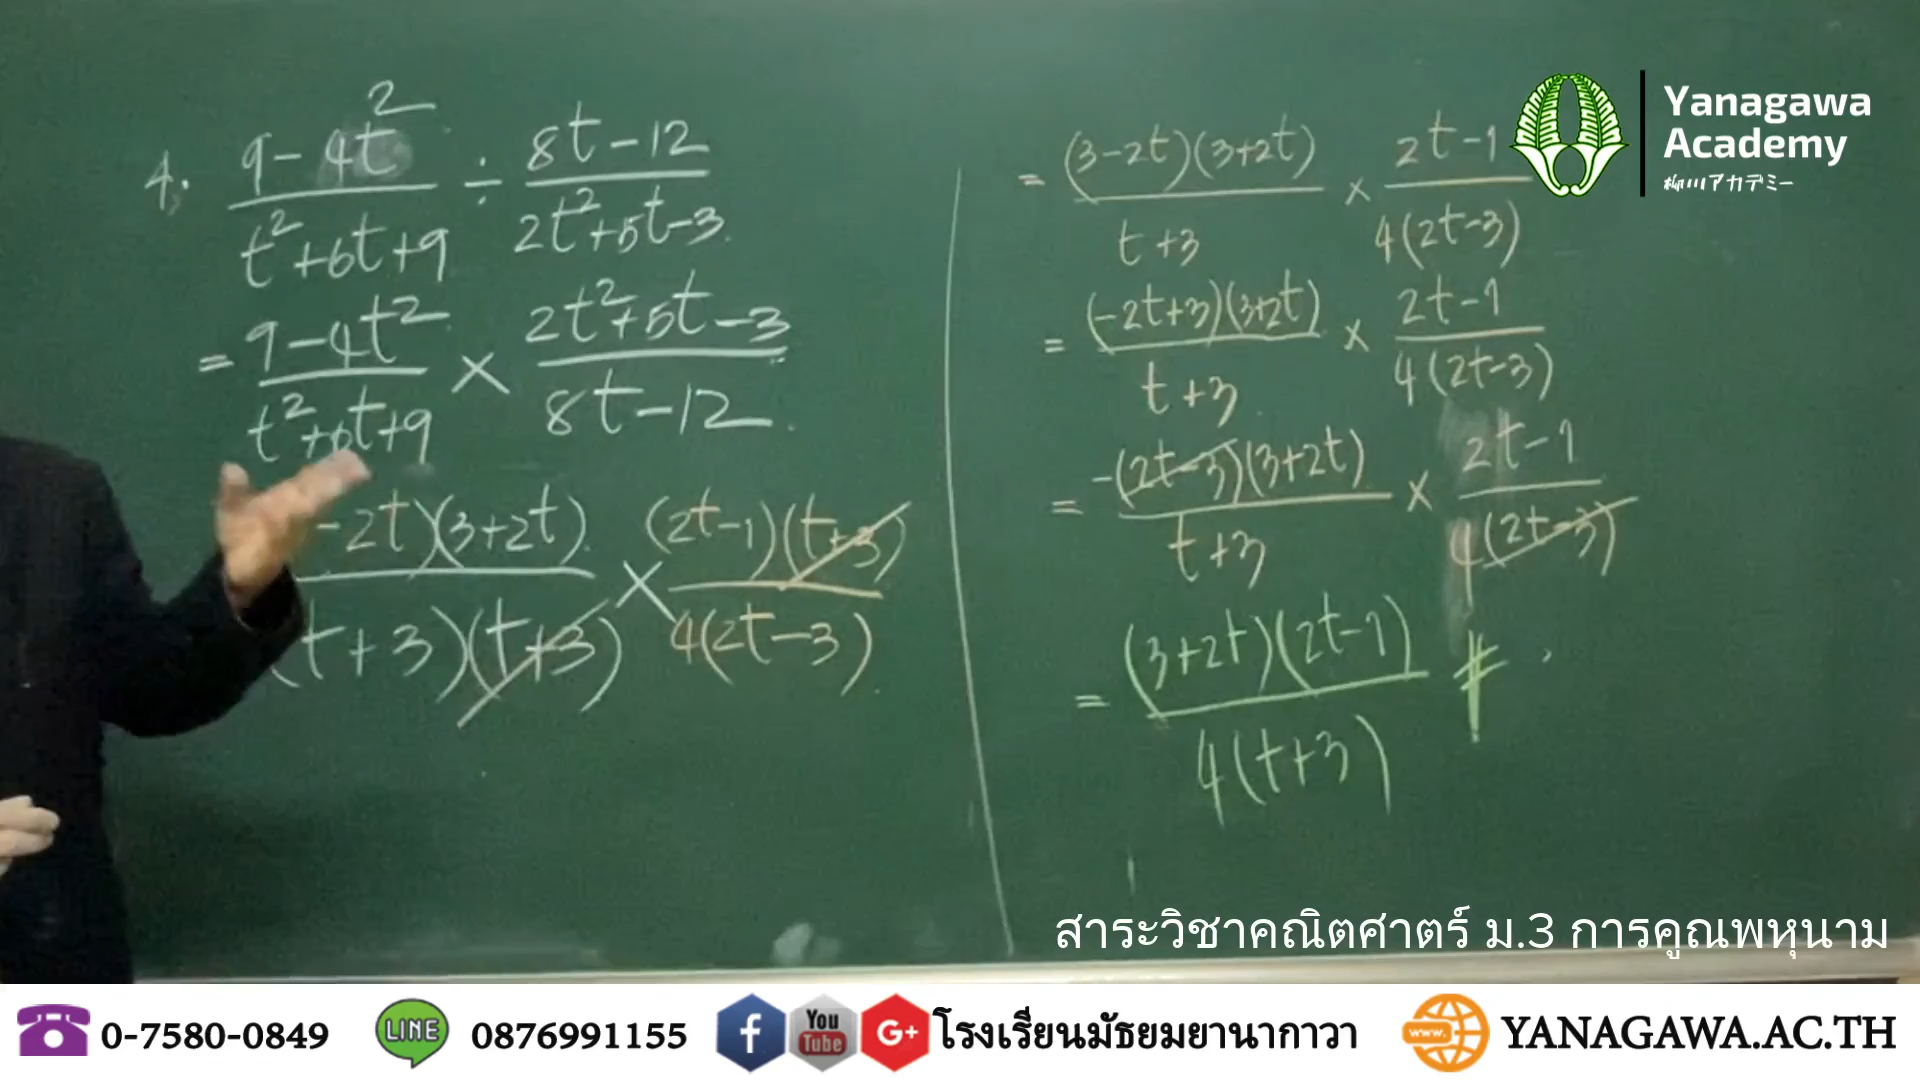 4. (9-4t²)/(t²+6t+9) ÷ (8t-12)/(2t²+5t-3)
= (9-4t²)/(t²+6t+9) × (2t²+5t-3)/(8t-12)
-2t)(3+2t)/(t+3)(t+3) × (2t-1)(t+3)/4(2t-3)
= (3-2t)(3+2t)/(t+3) × (2t-1)/4(2t-3)
= (-2t+3)(3+2t)/(t+3) × (2t-1)/4(2t-3)
= -(2t-3)(3+2t)/(t+3) × (2t-1)/4(2t-3)
= (3+2t)(2t-1)/4(t+3) #
Yanagawa
Academy
柳川アカデミー
สาระวิชาคณิตศาตร์ ม.3 การคูณพหุนาม
0-7580-0849 LINE 0876991155 f You Tube G+ โรงเรียนมัธยมยานากาวา www. YANAGAWA.AC.TH